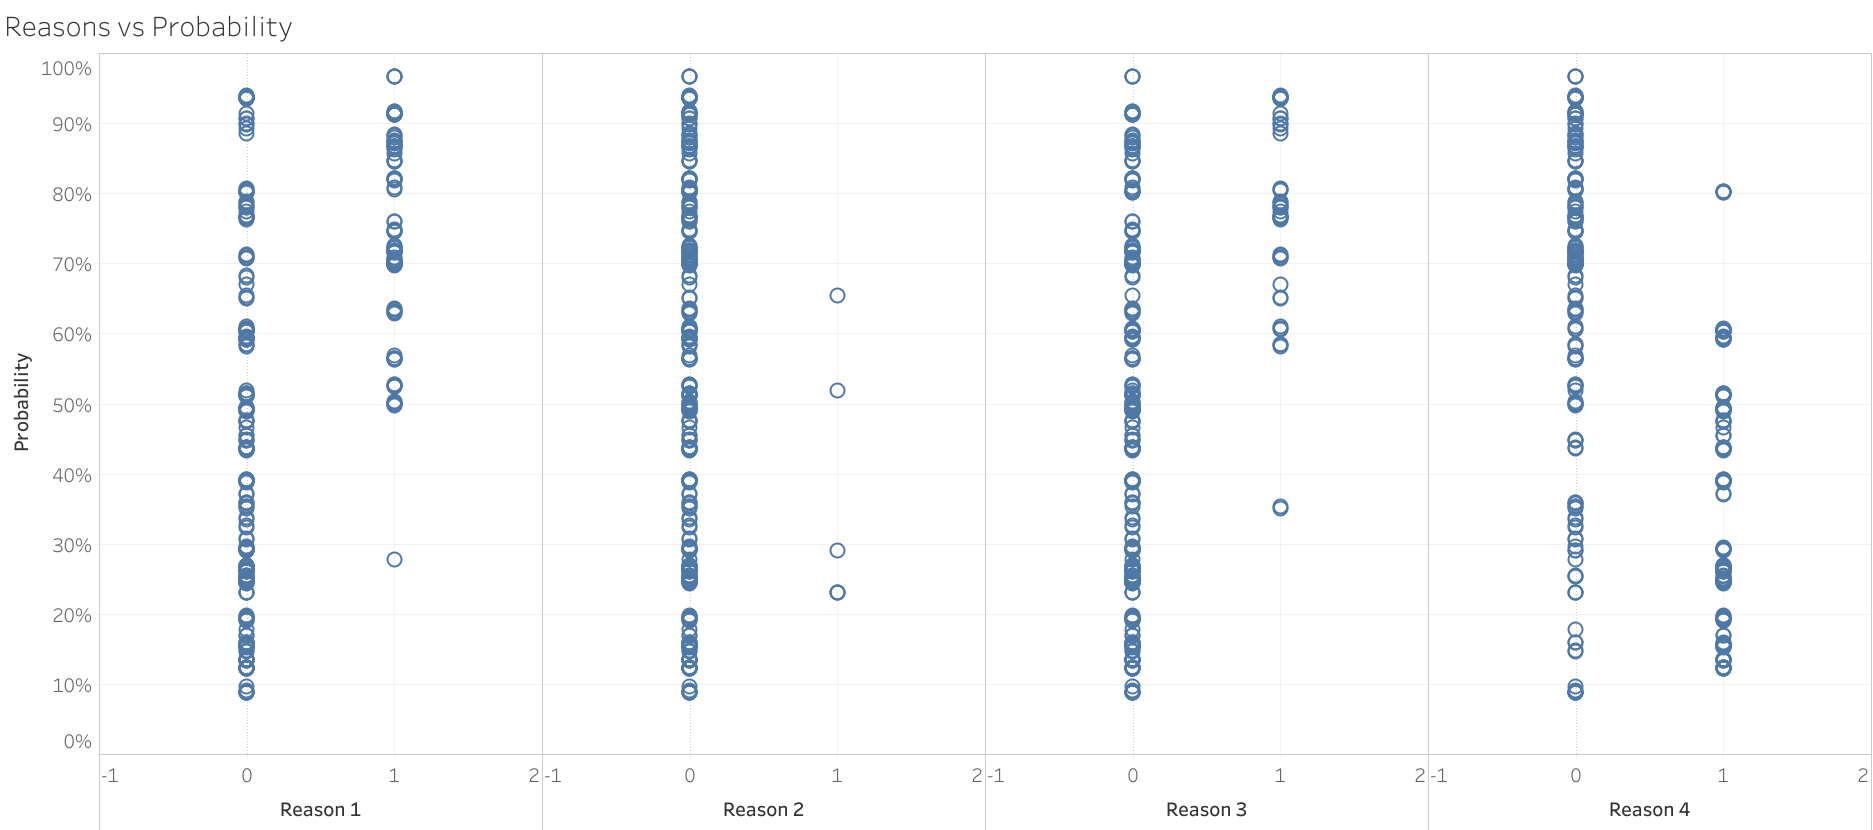 Reasons vs Probability
100%
90%
80%
70%
60%
50%
40%
30%
20%
10%
0%
Probability
-1 0 1 2 -1 0 1 2 -1 0 1 2 -1 0 1 2
Reason 1 Reason 2 Reason 3 Reason 4